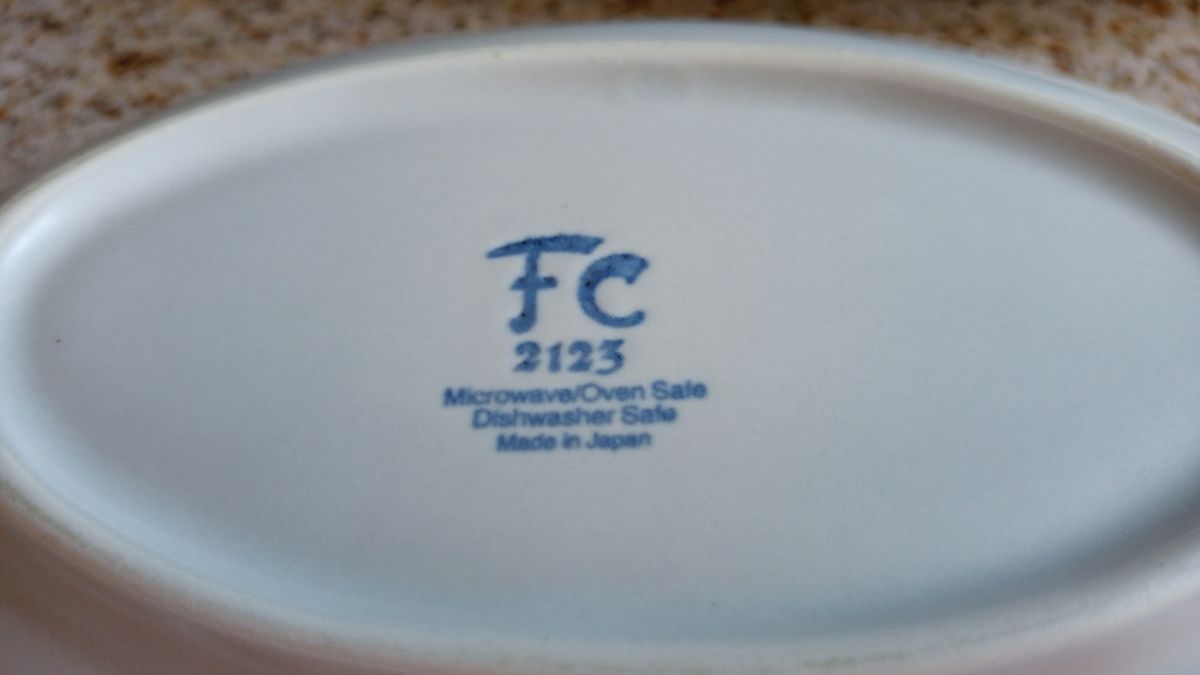 FC
2123
Microwave/Oven Safe
Dishwasher Safe
Made in Japan